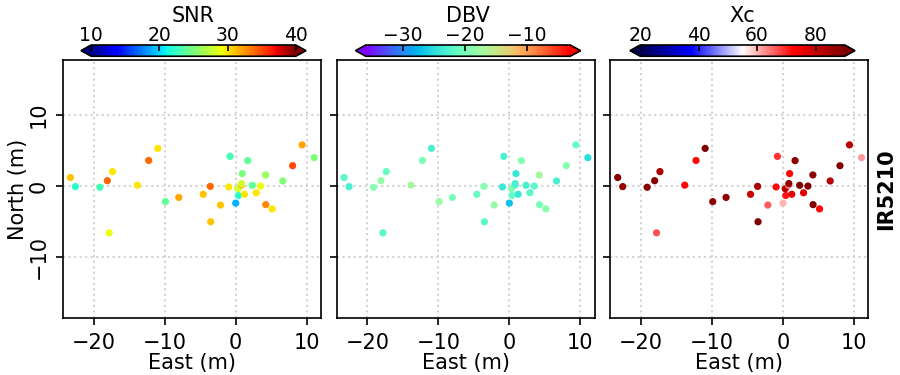 SNR DBV Xc
10 20 30 40 −30 −20 −10 20 40 60 80
North (m)
10
0
−10
IR5210
−20 −10 0 10 −20 −10 0 10 −20 −10 0 10
East (m) East (m) East (m)